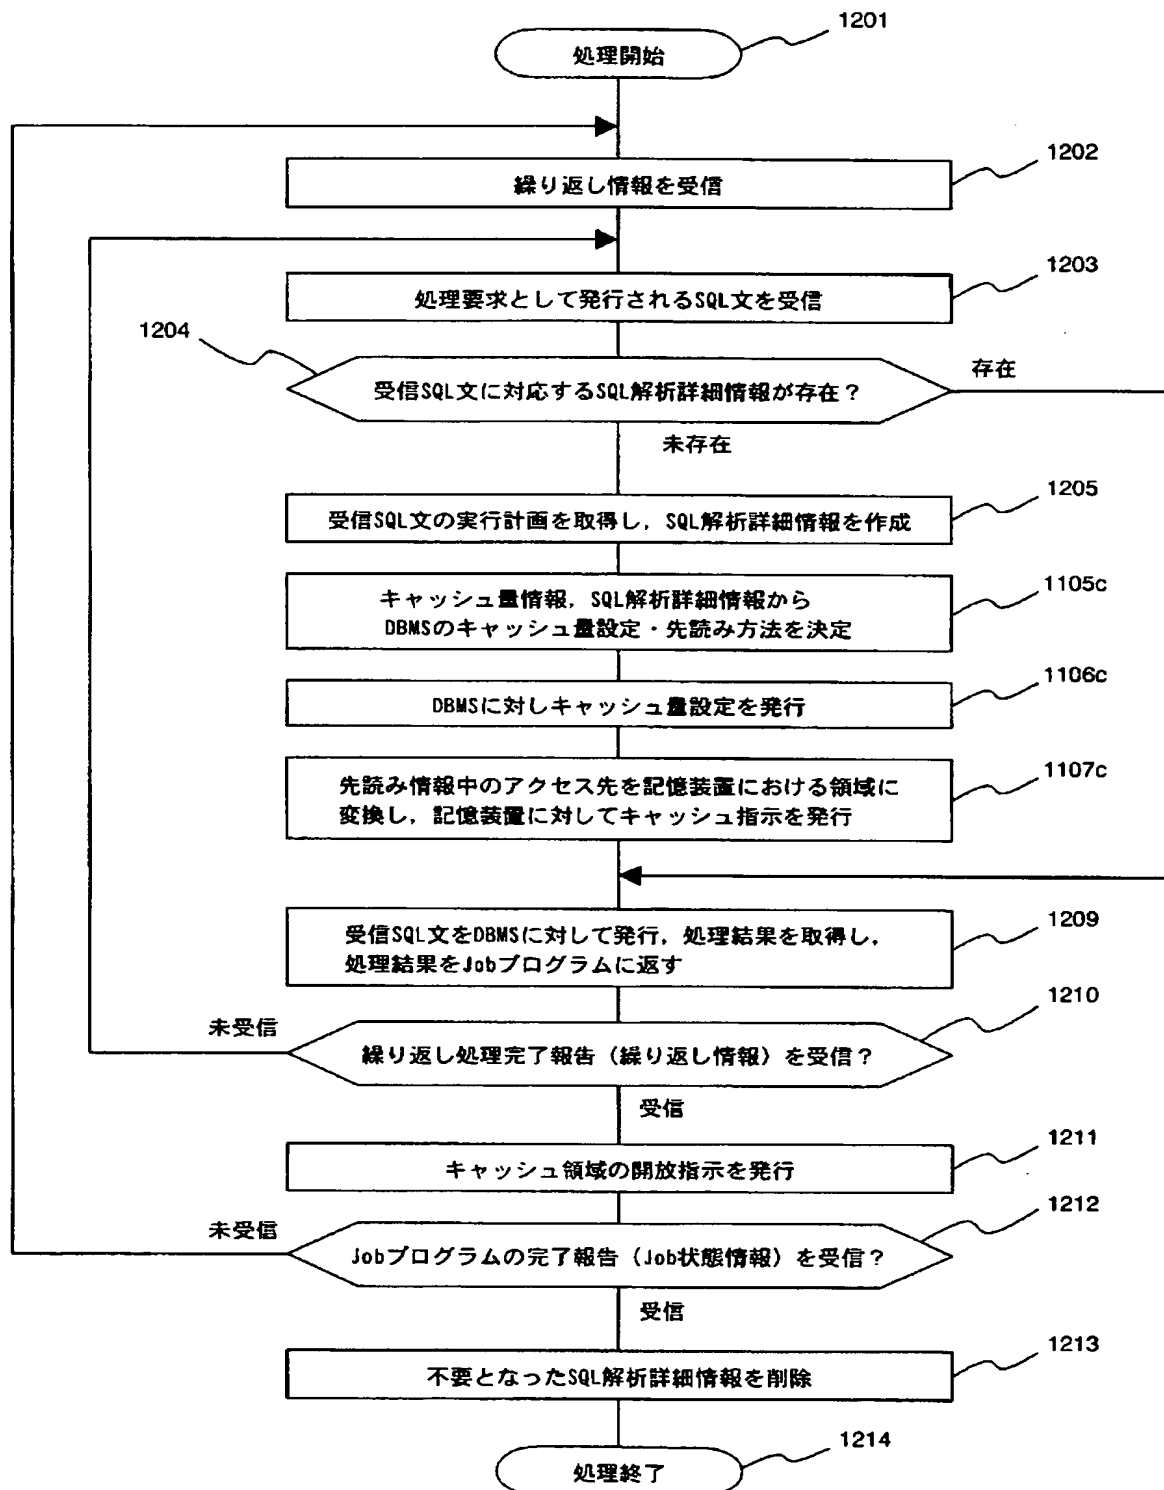 1201
処理開始
1202
繰り返し情報を受信
1203
処理要求として発行されるSQL文を受信
1204
受信SQL文に対応するSQL解析詳細情報が存在？
存在
未存在
1205
受信SQL文の実行計画を取得し，SQL解析詳細情報を作成
1105c
キャッシュ量情報，SQL解析詳細情報から
DBMSのキャッシュ量設定・先読み方法を決定
1106c
DBMSに対しキャッシュ量設定を発行
1107c
先読み情報中のアクセス先を記憶装置における領域に
変換し，記憶装置に対してキャッシュ指示を発行
1209
受信SQL文をDBMSに対して発行，処理結果を取得し，
処理結果をJobプログラムに返す
1210
未受信
繰り返し処理完了報告（繰り返し情報）を受信？
受信
1211
キャッシュ領域の開放指示を発行
1212
未受信
Jobプログラムの完了報告（Job状態情報）を受信？
受信
1213
不要となったSQL解析詳細情報を削除
1214
処理終了